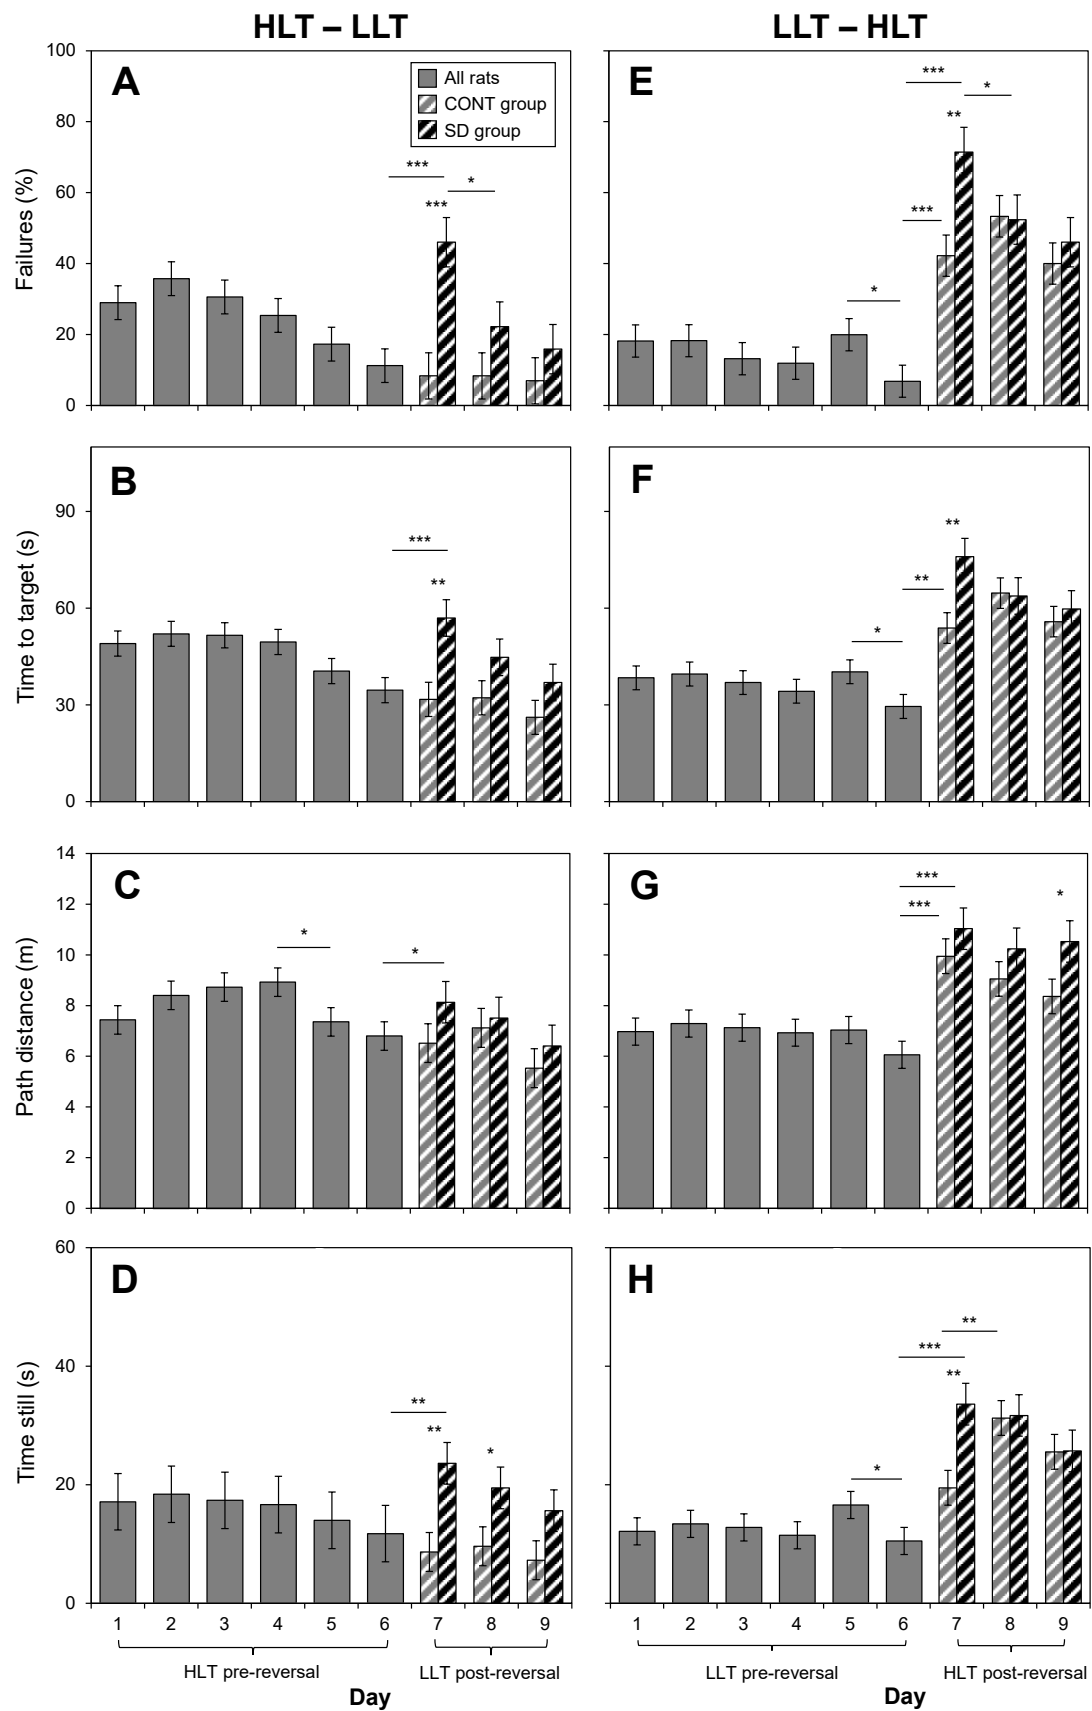 HLT – LLT
LLT – HLT
A
All rats
CONT group
SD group
Failures (%)
100
80
60
40
20
0
***
*
***
E
***
*
**
***
*
B
Time to target (s)
90
60
30
0
***
**
F
**
**
*
C
Path distance (m)
14
12
10
8
6
4
2
0
*
*
G
***
***
*
D
Time still (s)
60
40
20
0
**
**
*
H
**
***
**
*
1 2 3 4 5 6 7 8 9
HLT pre-reversal LLT post-reversal
Day
1 2 3 4 5 6 7 8 9
LLT pre-reversal HLT post-reversal
Day